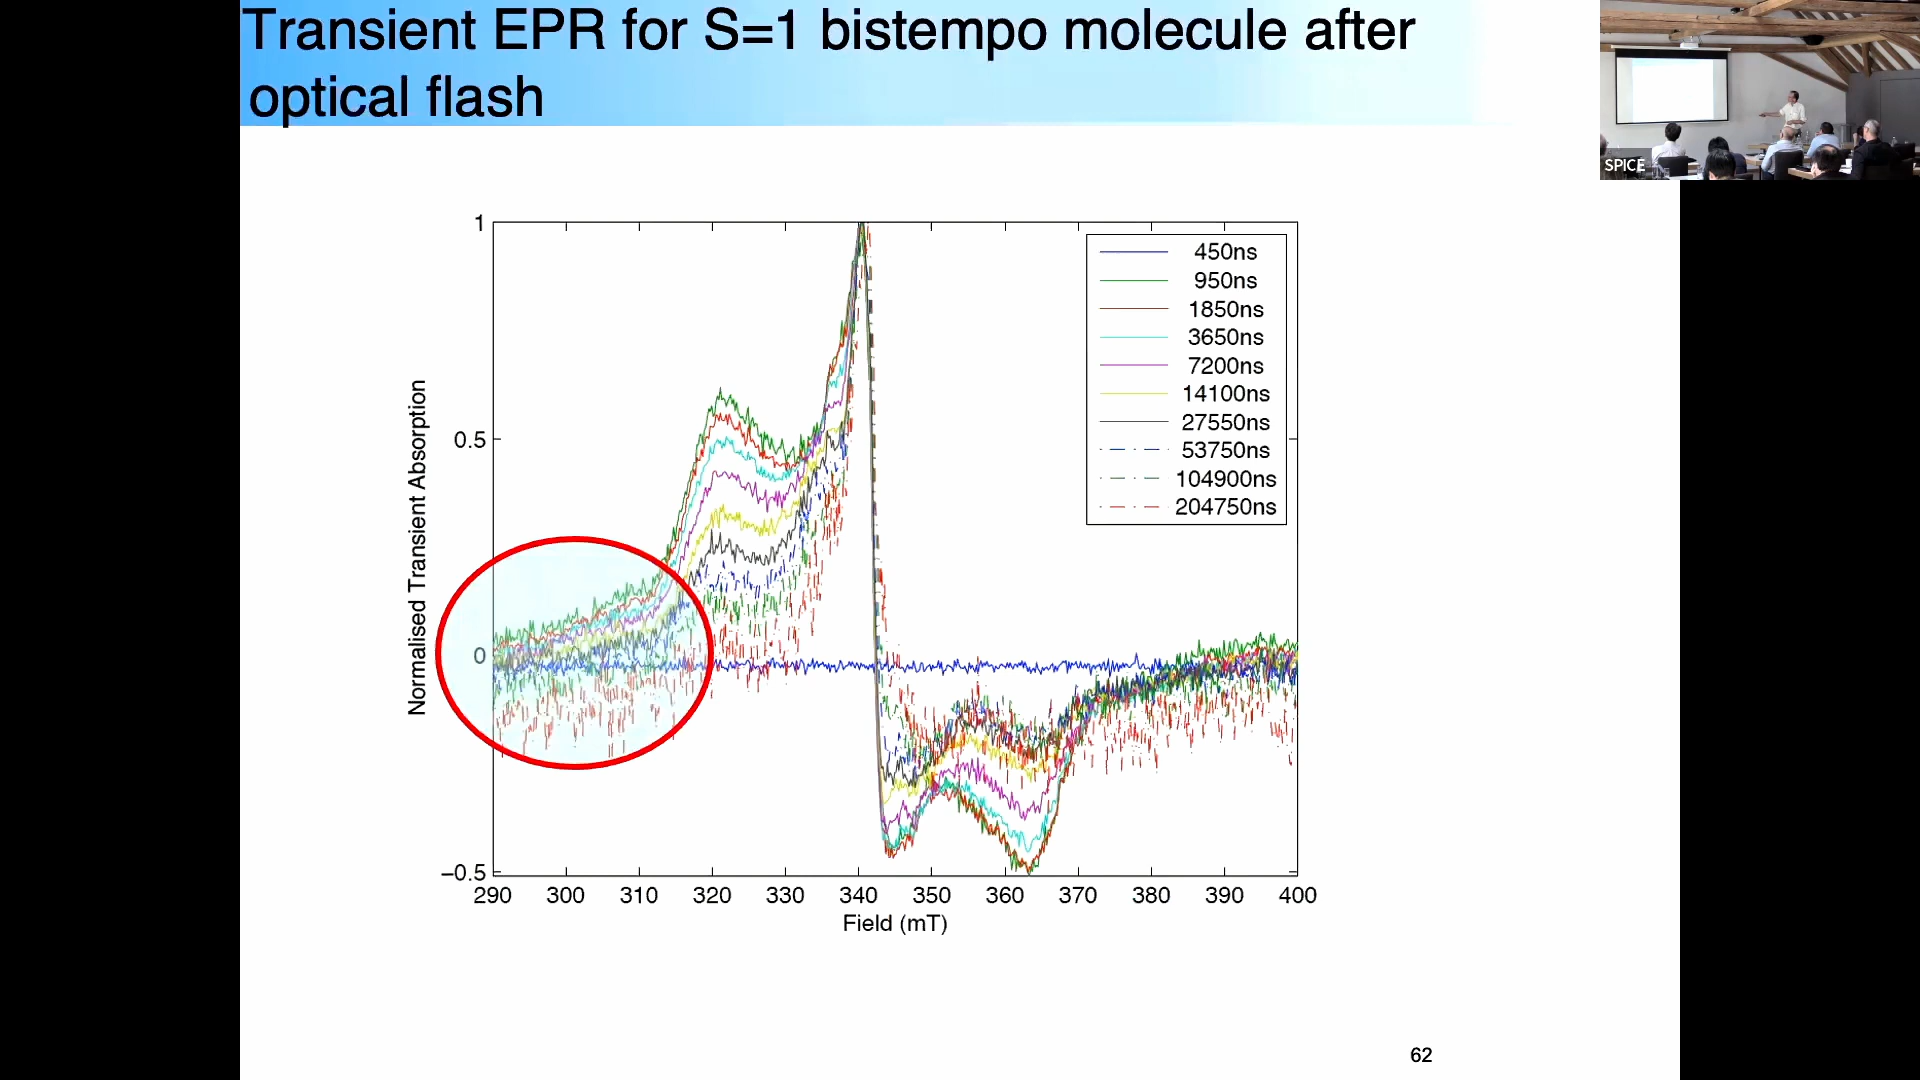 Transient EPR for S=1 bistempo molecule after
optical flash
SPICE
Normalised Transient Absorption
1
0.5
0
−0.5
450ns
950ns
1850ns
3650ns
7200ns
14100ns
27550ns
53750ns
104900ns
204750ns
290 300 310 320 330 340 350 360 370 380 390 400
Field (mT)
62